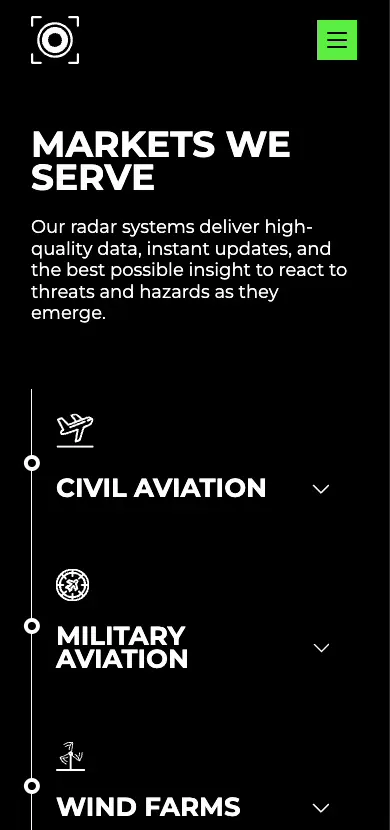 MARKETS WE
SERVE
Our radar systems deliver high-
quality data, instant updates, and
the best possible insight to react to
threats and hazards as they
emerge.
CIVIL AVIATION
MILITARY
AVIATION
WIND FARMS